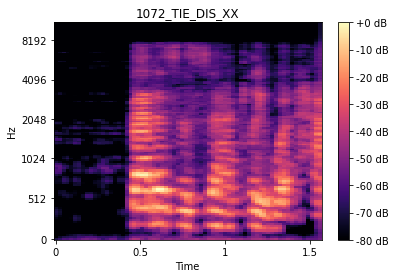 1072_TIE_DIS_XX
+0 dB
8192
-10 dB
4096
-20 dB
-30 dB
2048
Hz
-40 dB
1024
-50 dB
512
-60 dB
-70 dB
0
-80 dB
0
0.5
1
1.5
Time